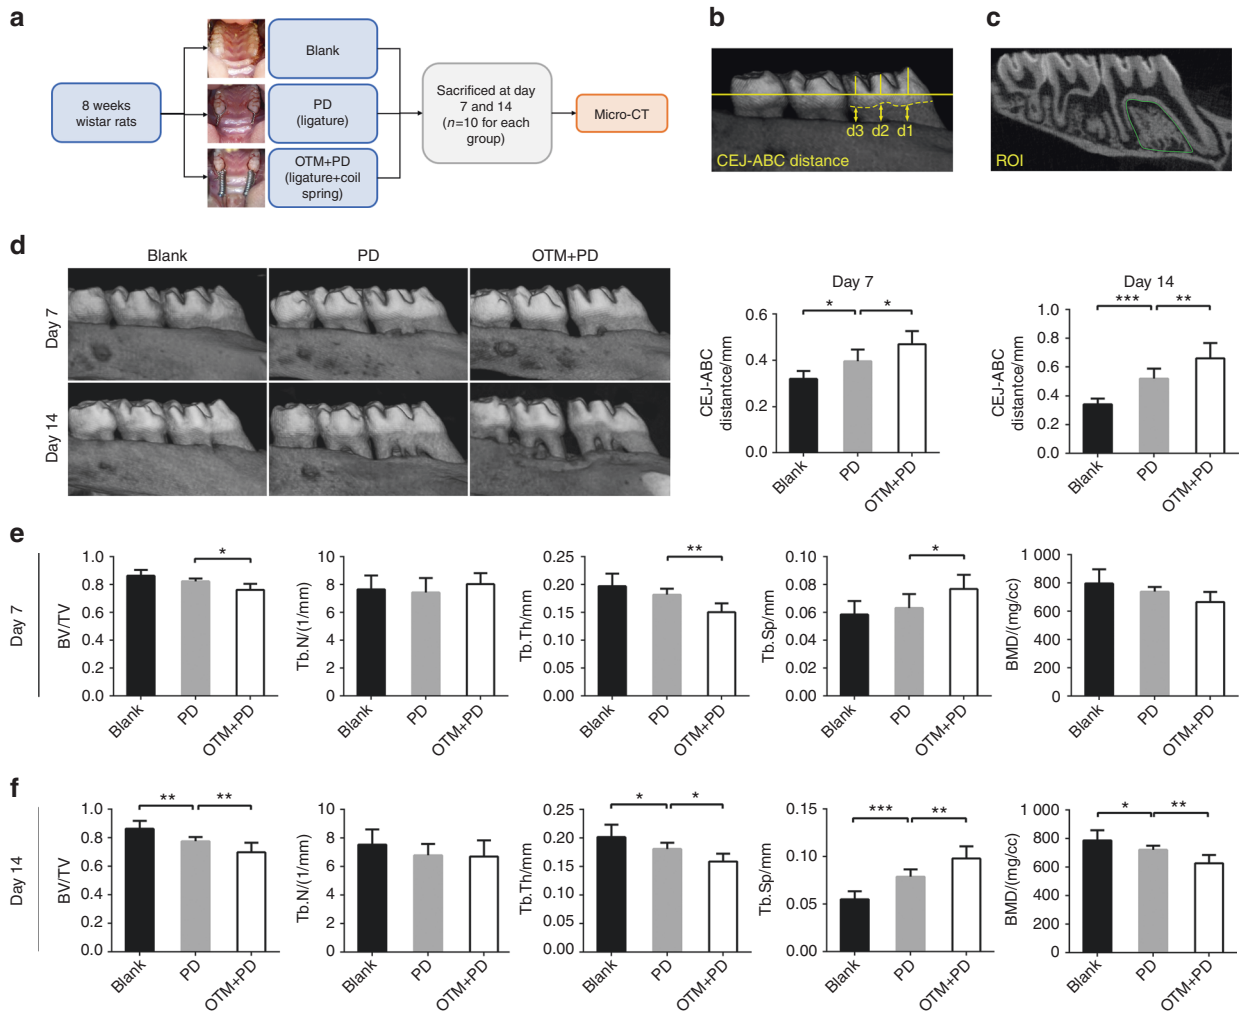 a
8 weeks
wistar rats
Blank
PD
(ligature)
OTM+PD
(ligature+coil
spring)
Sacrificed at day
7 and 14
(n=10 for each
group)
Micro-CT
b
d3 d2 d1
CEJ-ABC distance
c
ROI
d
Blank PD OTM+PD
Day 7
Day 14
Day 7
CEJ-ABC
distantce/mm
0.6
0.4
0.2
0.0
* *
Blank PD OTM+PD
Day 14
CEJ-ABC
distantce/mm
1.0
0.8
0.6
0.4
0.2
0.0
*** **
Blank PD OTM+PD
e
Day 7
BV/TV
1.0
0.8
0.6
0.4
0.2
0.0
*
Blank PD OTM+PD
Tb.N/(1/mm)
10
8
6
4
2
0
Blank PD OTM+PD
Tb.Th/mm
0.25
0.20
0.15
0.10
0.05
0.00
**
Blank PD OTM+PD
Tb.Sp/mm
0.10
0.08
0.06
0.04
0.02
0.00
*
Blank PD OTM+PD
BMD/(mg/cc)
1 000
800
600
400
200
0
Blank PD OTM+PD
f
Day 14
BV/TV
1.0
0.8
0.6
0.4
0.2
0.0
** **
Blank PD OTM+PD
Tb.N/(1/mm)
10
8
6
4
2
0
Blank PD OTM+PD
Tb.Th/mm
0.25
0.20
0.15
0.10
0.05
0.00
* *
Blank PD OTM+PD
Tb.Sp/mm
0.15
0.10
0.05
0.00
*** **
Blank PD OTM+PD
BMD/(mg/cc)
1 000
800
600
400
200
0
* **
Blank PD OTM+PD